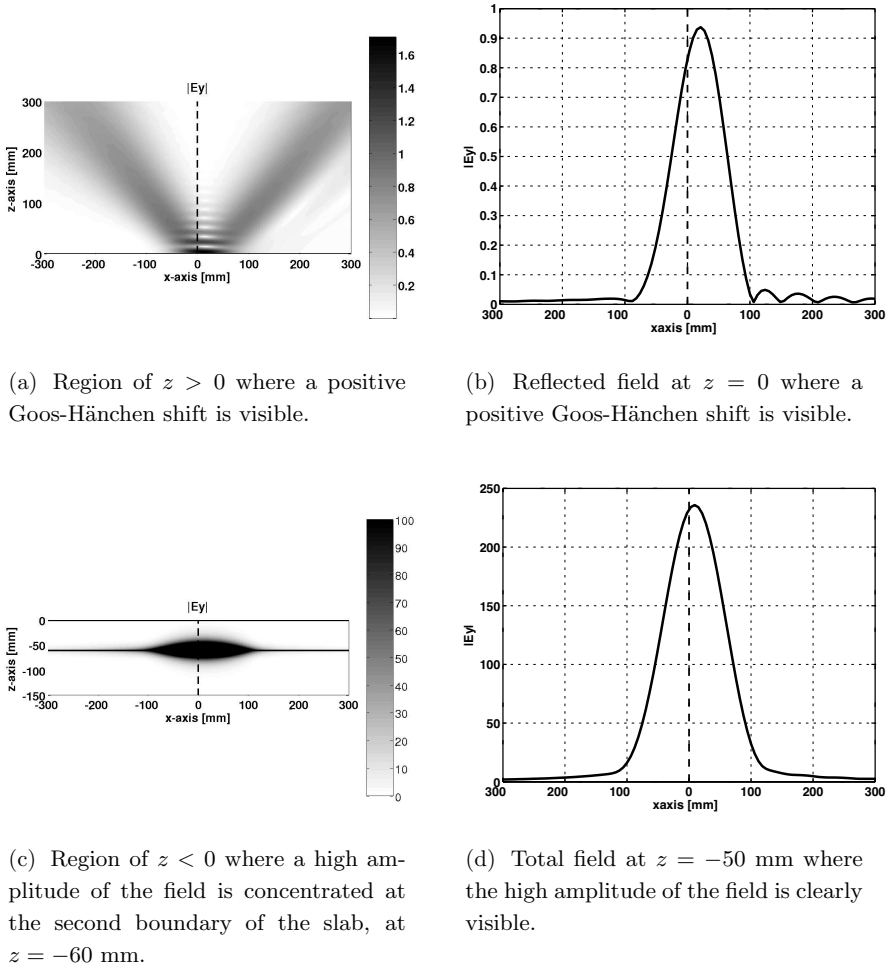 |Ey|
300
200
100
0
z-axis [mm]
-300 -200 -100 0 100 200 300
x-axis [mm]
1.6
1.4
1.2
1
0.8
0.6
0.4
0.2
1
0.9
0.8
0.7
0.6
0.5
0.4
0.3
0.2
0.1
0
|Ey|
300 200 100 0 100 200 300
xaxis [mm]
(a) Region of z > 0 where a positive
Goos-Hänchen shift is visible.
(b) Reflected field at z = 0 where a
positive Goos-Hänchen shift is visible.
|Ey|
0
-50
-100
-150
z-axis [mm]
-300 -200 -100 0 100 200 300
x-axis [mm]
100
90
80
70
60
50
40
30
20
10
0
250
200
150
100
50
0
|Ey|
300 200 100 0 100 200 300
xaxis [mm]
(c) Region of z < 0 where a high am-
plitude of the field is concentrated at
the second boundary of the slab, at
z = −60 mm.
(d) Total field at z = −50 mm where
the high amplitude of the field is clearly
visible.